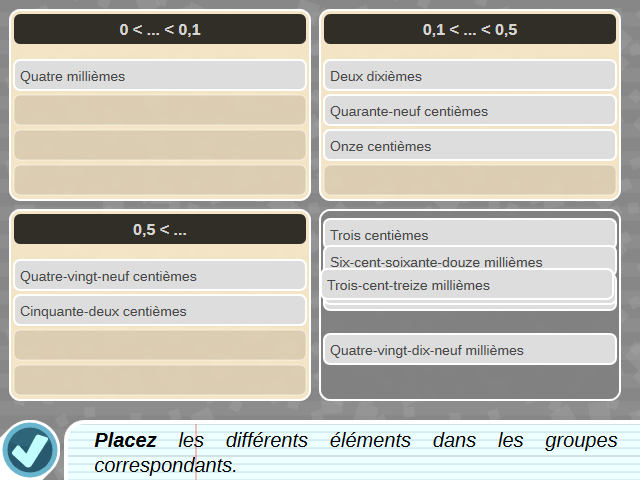 0 < ... < 0,1
Quatre millièmes
0,1 < ... < 0,5
Deux dixièmes
Quarante-neuf centièmes
Onze centièmes
0,5 < ...
Quatre-vingt-neuf centièmes
Cinquante-deux centièmes
Trois centièmes
Six-cent-soixante-douze millièmes
Trois-cent-treize millièmes
Quatre-vingt-dix-neuf millièmes
Placez les différents éléments dans les groupes
correspondants.